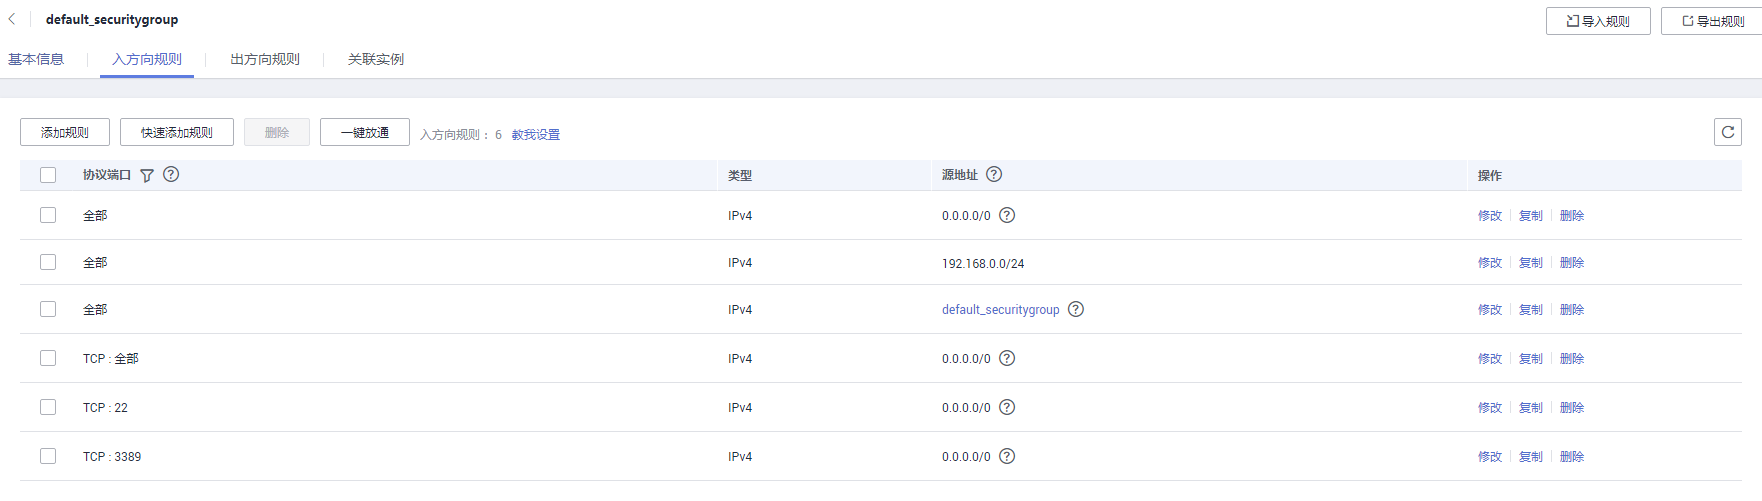 default_securitygroup
导入规则 导出规则
基本信息 入方向规则 出方向规则 关联实例
添加规则 快速添加规则 删除 一键放通 入方向规则：6 教我设置
协议端口 类型 源地址 操作
全部 IPv4 0.0.0.0/0 修改 复制 删除
全部 IPv4 192.168.0.0/24 修改 复制 删除
全部 IPv4 default_securitygroup 修改 复制 删除
TCP : 全部 IPv4 0.0.0.0/0 修改 复制 删除
TCP : 22 IPv4 0.0.0.0/0 修改 复制 删除
TCP : 3389 IPv4 0.0.0.0/0 修改 复制 删除